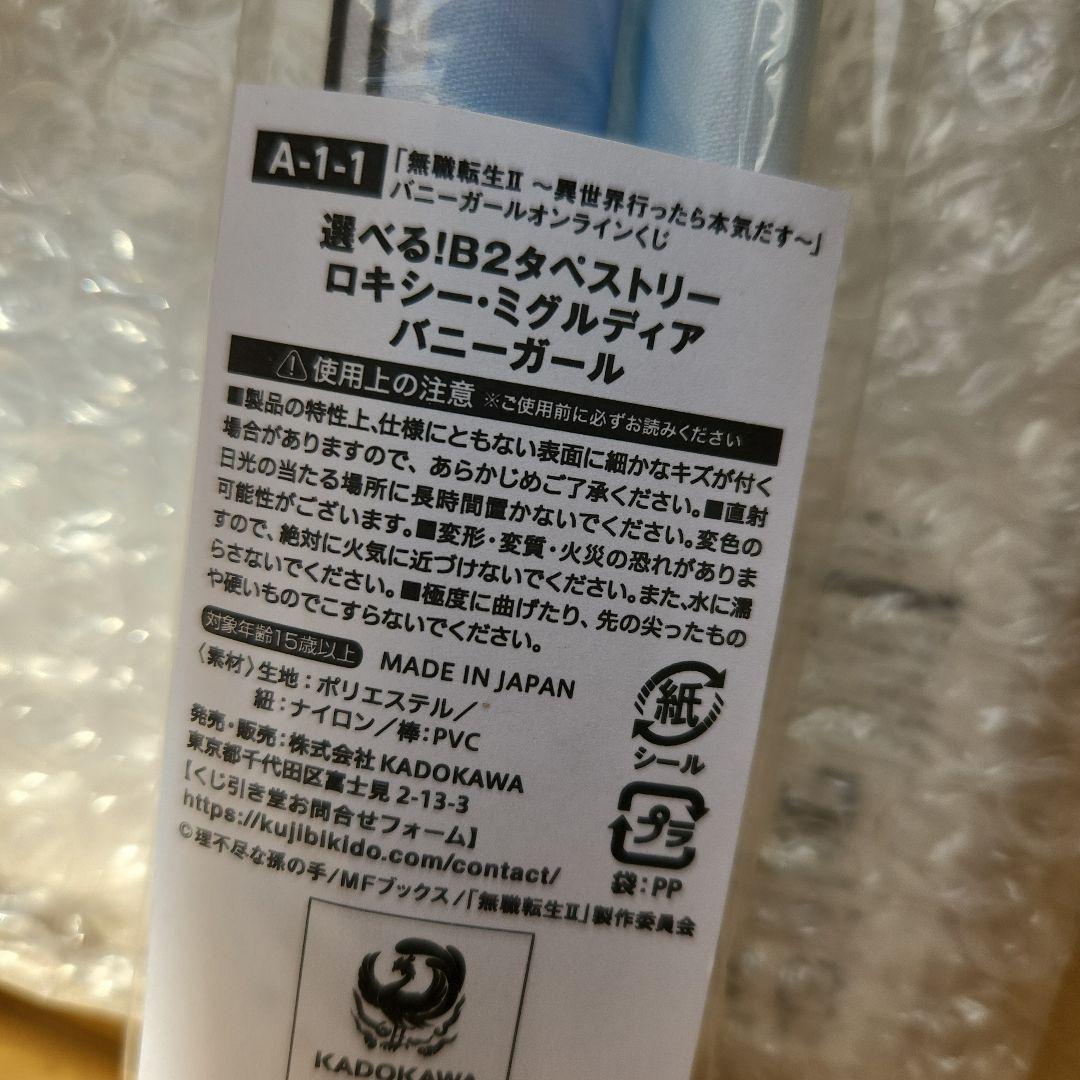 A-1-1
「無職転生Ⅱ ～異世界行ったら本気だす～」
バニーガールオンラインくじ
選べる!B2タペストリー
ロキシー・ミグルディア
バニーガール
使用上の注意 ※ご使用前に必ずお読みください
■製品の特性上、仕様にともない表面に細かなキズが付く
場合がありますので、あらかじめご了承ください。■直射
日光の当たる場所に長時間置かないでください。変色の
可能性がございます。■変形・変質・火災の恐れがありま
すので、絶対に火気に近づけないでください。また、水に濡
らさないでください。■極度に曲げたり、先の尖ったもの
や硬いものでこすらないでください。
対象年齢15歳以上 MADE IN JAPAN
〈素材〉生地：ポリエステル／
紐：ナイロン／棒：PVC
発売・販売：株式会社 KADOKAWA
東京都千代田区富士見 2-13-3
【くじ引き堂お問合せフォーム】
https://kujibikido.com/contact/
©理不尽な孫の手/MFブックス/「無職転生Ⅱ」製作委員会
紙
シール
プラ
袋：PP
KADOKAWA